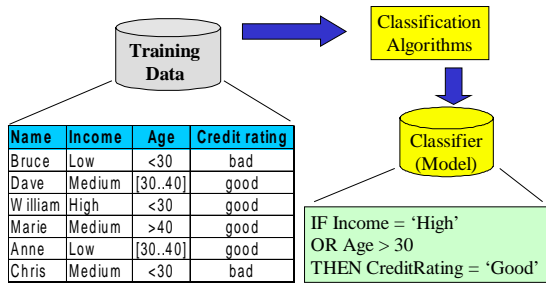 Training
Data
Classification
Algorithms
Name Income Age Credit rating
Bruce Low <30 bad
Dave Medium [30..40] good
William High <30 good
Marie Medium >40 good
Anne Low [30..40] good
Chris Medium <30 bad
Classifier
(Model)
IF Income = ‘High’
OR Age > 30
THEN CreditRating = ‘Good’